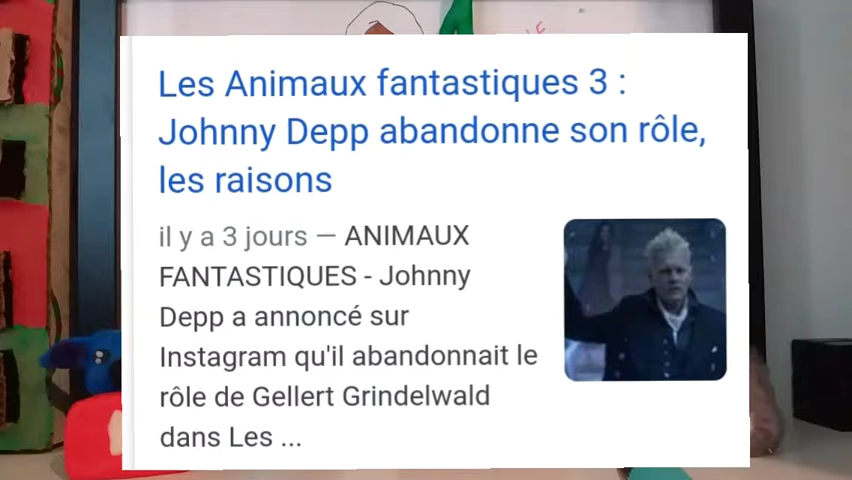 Les Animaux fantastiques 3 :
Johnny Depp abandonne son rôle,
les raisons
il y a 3 jours — ANIMAUX
FANTASTIQUES - Johnny
Depp a annoncé sur
Instagram qu'il abandonnait le
rôle de Gellert Grindelwald
dans Les ...